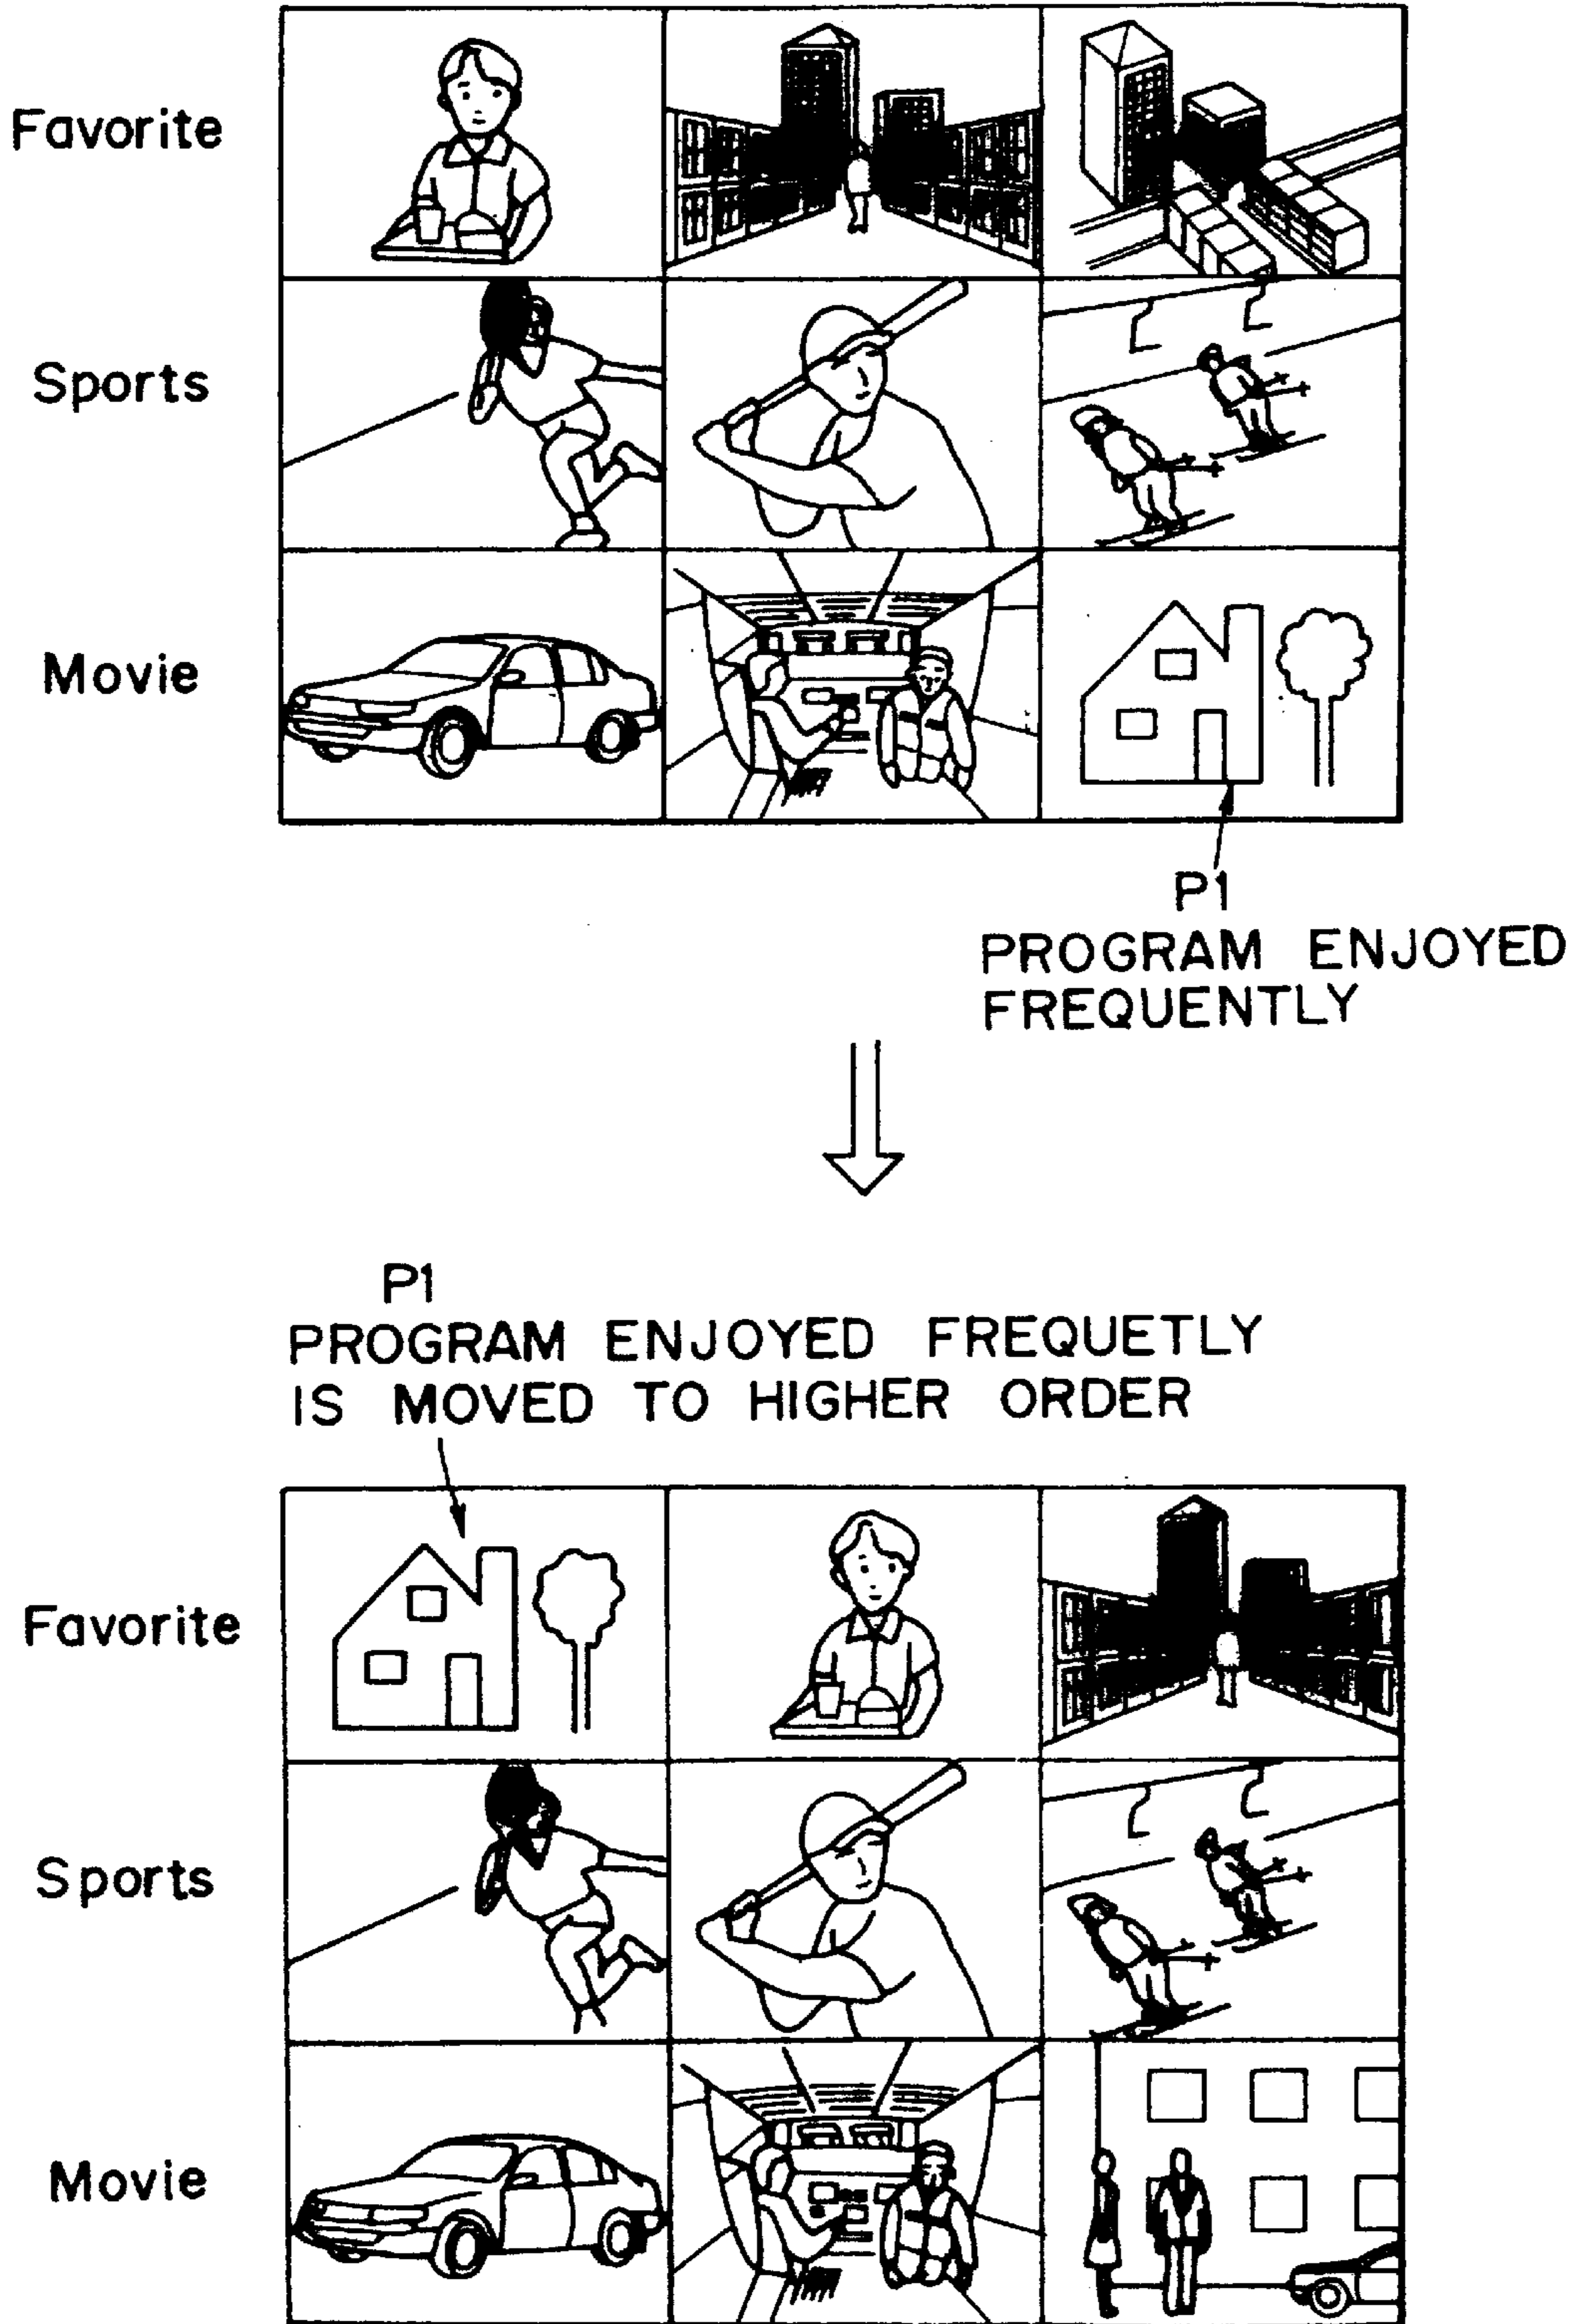 Favorite
Sports
Movie
P1
PROGRAM ENJOYED
FREQUENTLY
P1
PROGRAM ENJOYED FREQUETLY
IS MOVED TO HIGHER ORDER
Favorite
Sports
Movie